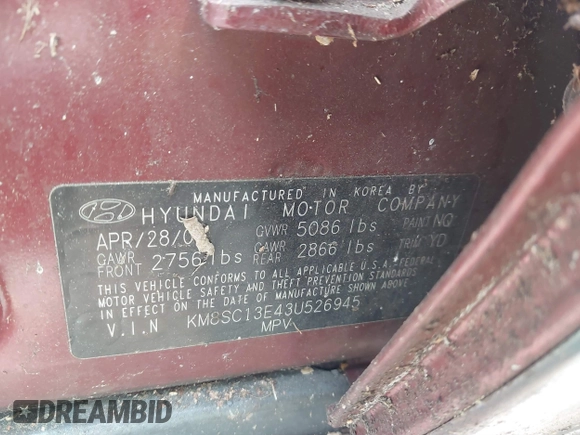 MANUFACTURED IN KOREA BY
HYUNDAI MOTOR COMPANY
APR/28/0 GVWR 5086 lbs PAINT NQ
GAWR FRONT 2756 lbs GAWR REAR 2866 lbs TRIM YD
THIS VEHICLE CONFORMS TO ALL APPLICABLE U.S.A. FEDERAL
MOTOR VEHICLE SAFETY AND THEFT PREVENTION STANDARDS
IN EFFECT ON THE DATE OF MANUFACTURE SHOWN ABOVE.
V.I.N KM8SC13E43U526945
MPV
DREAMBID